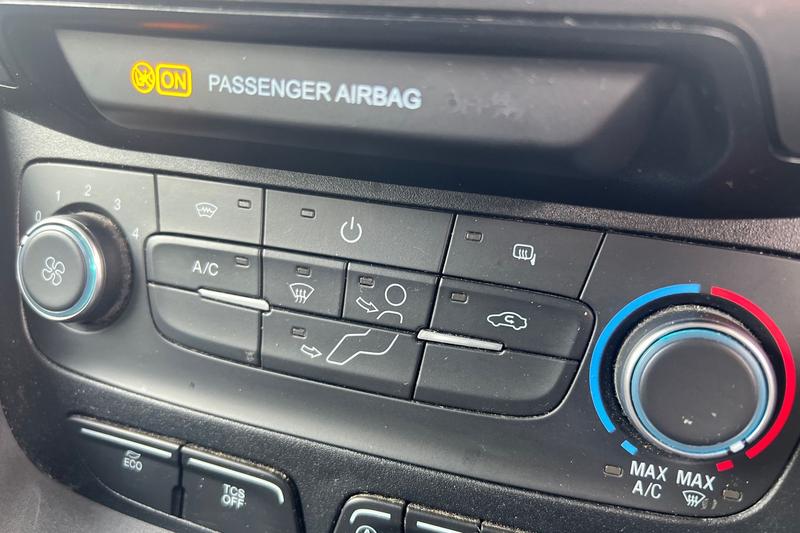 ON PASSENGER AIRBAG
0 1 2 3 4
A/C
ECO
TCS
OFF
MAX
A/C
MAX